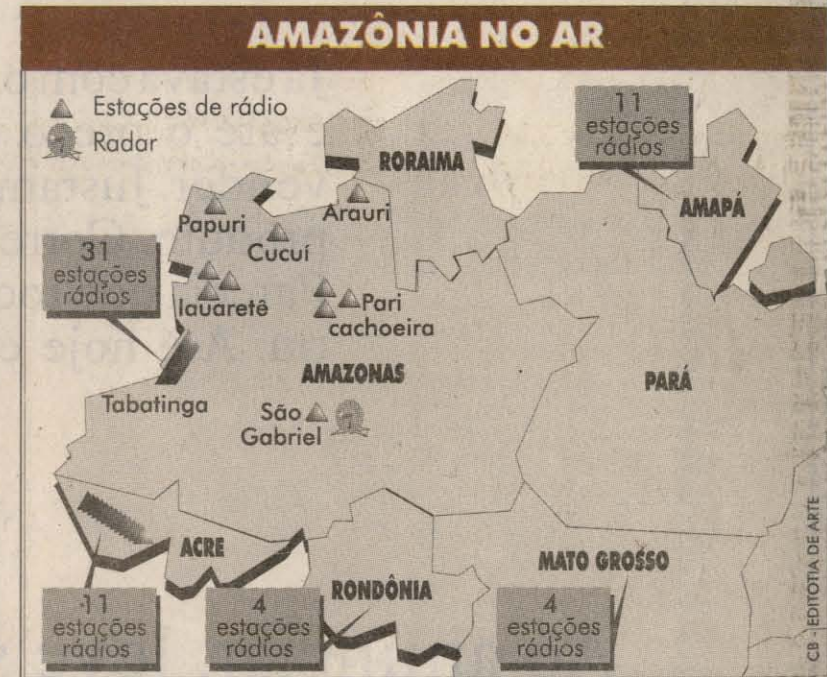 AMAZÔNIA NO AR
Estações de rádio
Radar
11
estações
rádios
RORAIMA
AMAPÁ
Papuri
Arauri
Cucuí
31
estações
rádios
Iauaretê
Pari
cachoeira
AMAZONAS
PARÁ
Tabatinga
São
Gabriel
ACRE
RONDÔNIA
MATO GROSSO
11
estações
rádios
4
estações
rádios
4
estações
rádios
CB - EDITOTIA DE ARTE